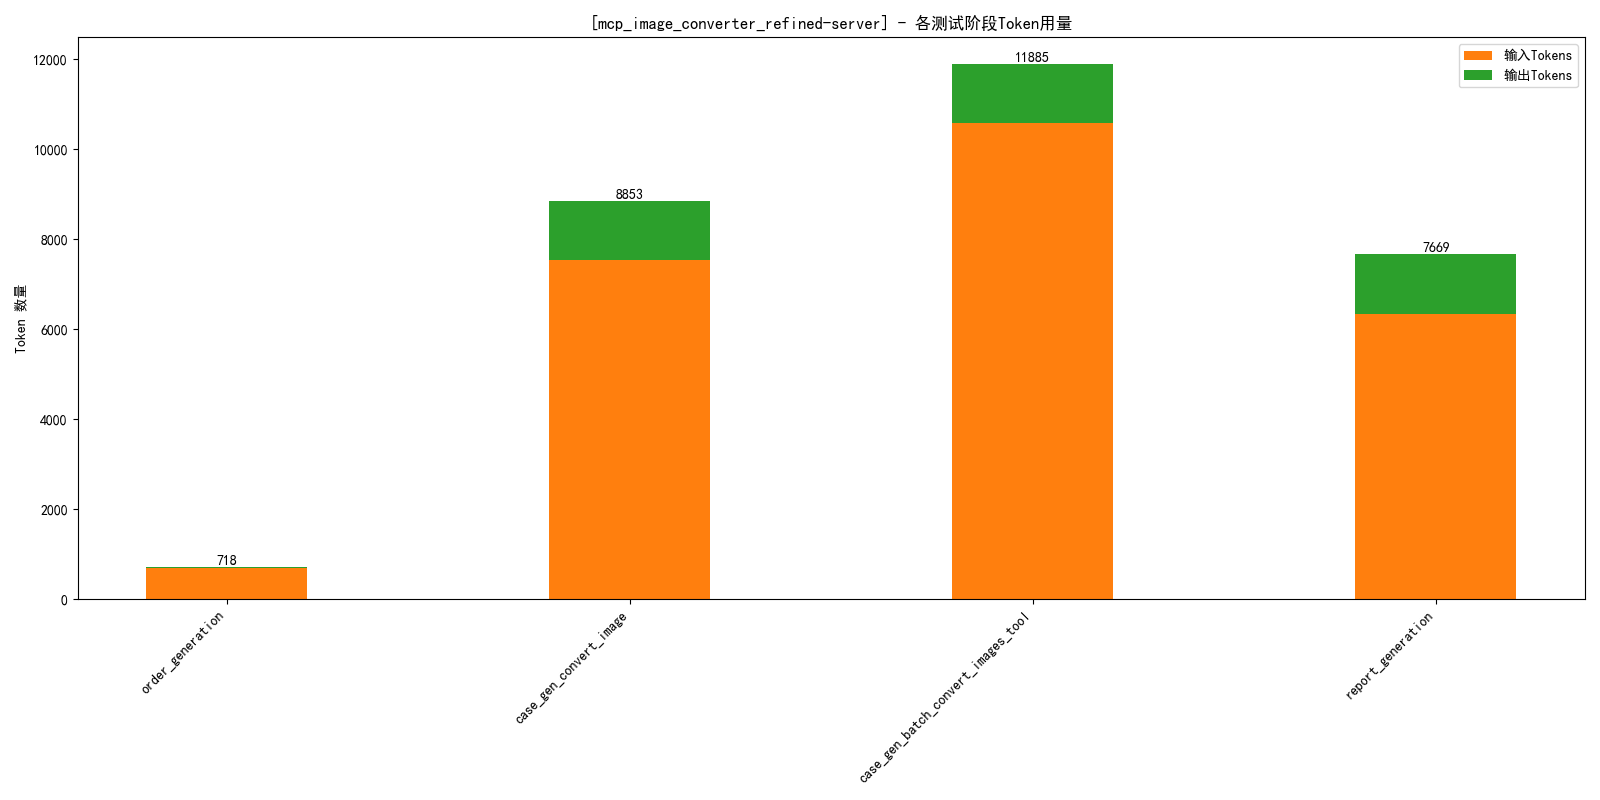 [mcp_image_converter_refined-server] - 各测试阶段Token用量
输入Tokens
输出Tokens
Token 数量
12000
10000
8000
6000
4000
2000
0
718
8853
11885
7669
order_generation
case_gen_convert_image
case_gen_batch_convert_images_tool
report_generation